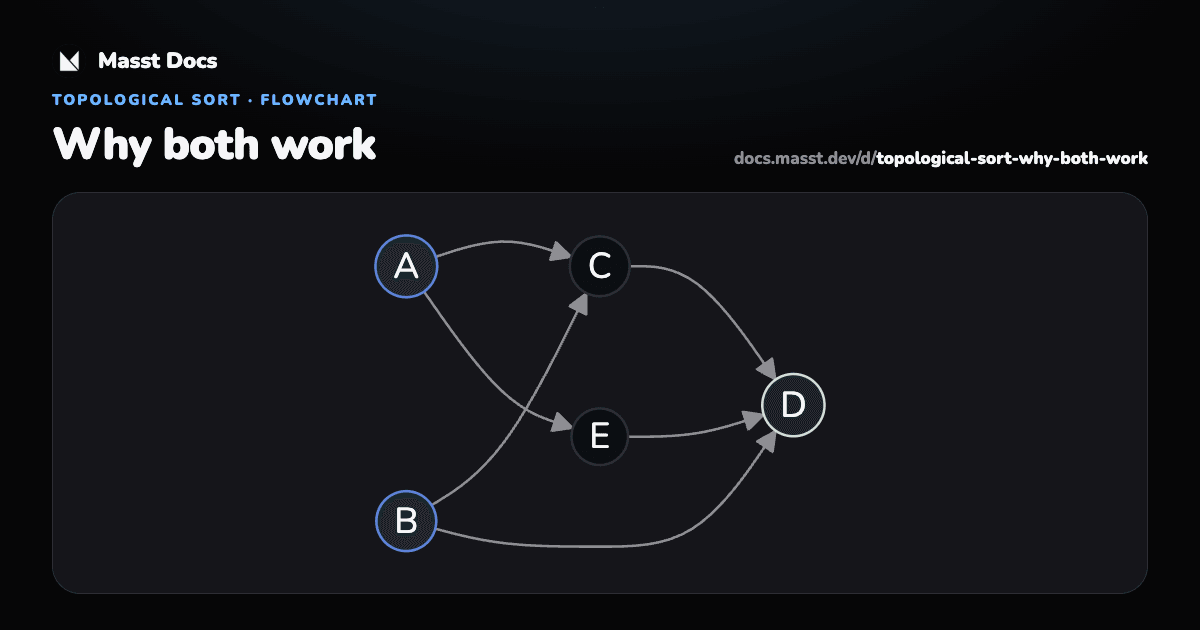 Masst Docs
TOPOLOGICAL SORT · FLOWCHART
Why both work
docs.masst.dev/d/topological-sort-why-both-work
A
C
D
E
B